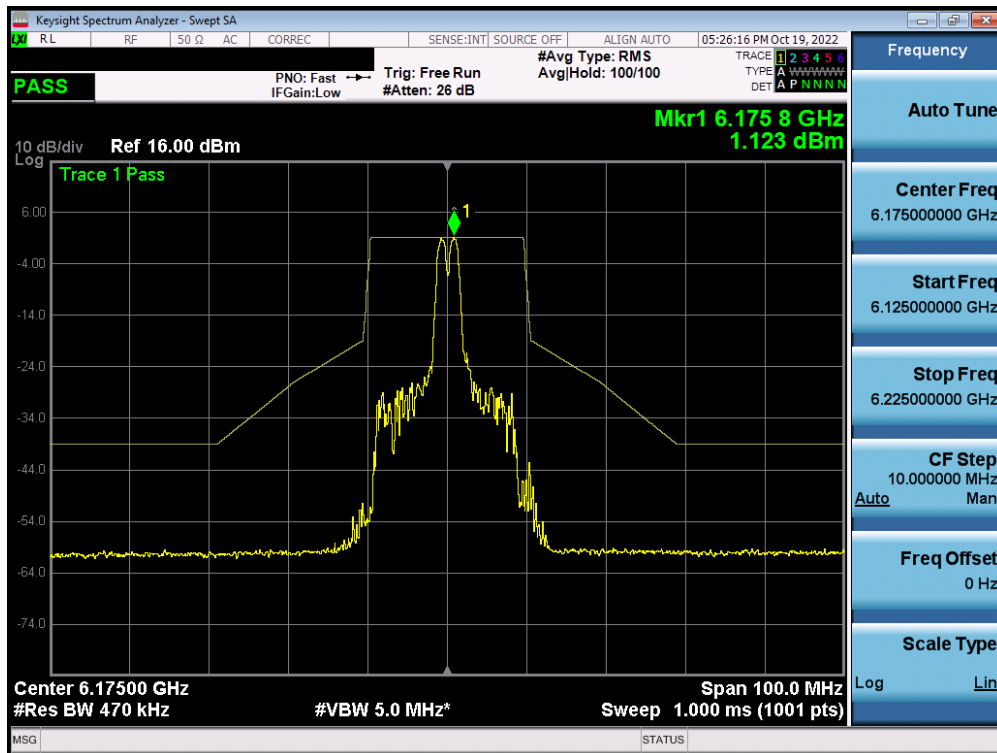 Keysight Spectrum Analyzer - Swept SA
LXI RL RF 50 Ω AC CORREC SENSE:INT SOURCE OFF ALIGN AUTO 05:26:16 PM Oct 19, 2022
PASS
PNO: Fast
IFGain:Low
Trig: Free Run
#Atten: 26 dB
#Avg Type: RMS
Avg|Hold: 100/100
TRACE 1 2 3 4 5 6
TYPE A WWWWW
DET A P N N N N
Mkr1 6.175 8 GHz
1.123 dBm
10 dB/div Ref 16.00 dBm
Log
Trace 1 Pass
1
6.00
-4.00
-14.0
-24.0
-34.0
-44.0
-54.0
-64.0
-74.0
Center 6.17500 GHz Span 100.0 MHz
#Res BW 470 kHz #VBW 5.0 MHz* Sweep 1.000 ms (1001 pts)
MSG STATUS
Frequency
Auto Tune
Center Freq
6.175000000 GHz
Start Freq
6.125000000 GHz
Stop Freq
6.225000000 GHz
CF Step
10.000000 MHz
Auto Man
Freq Offset
0 Hz
Scale Type
Log Lin